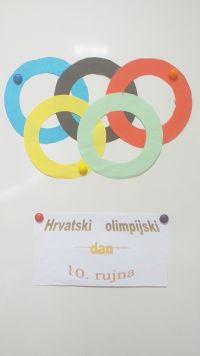 Hrvatski olimpijski
dan
10. rujna